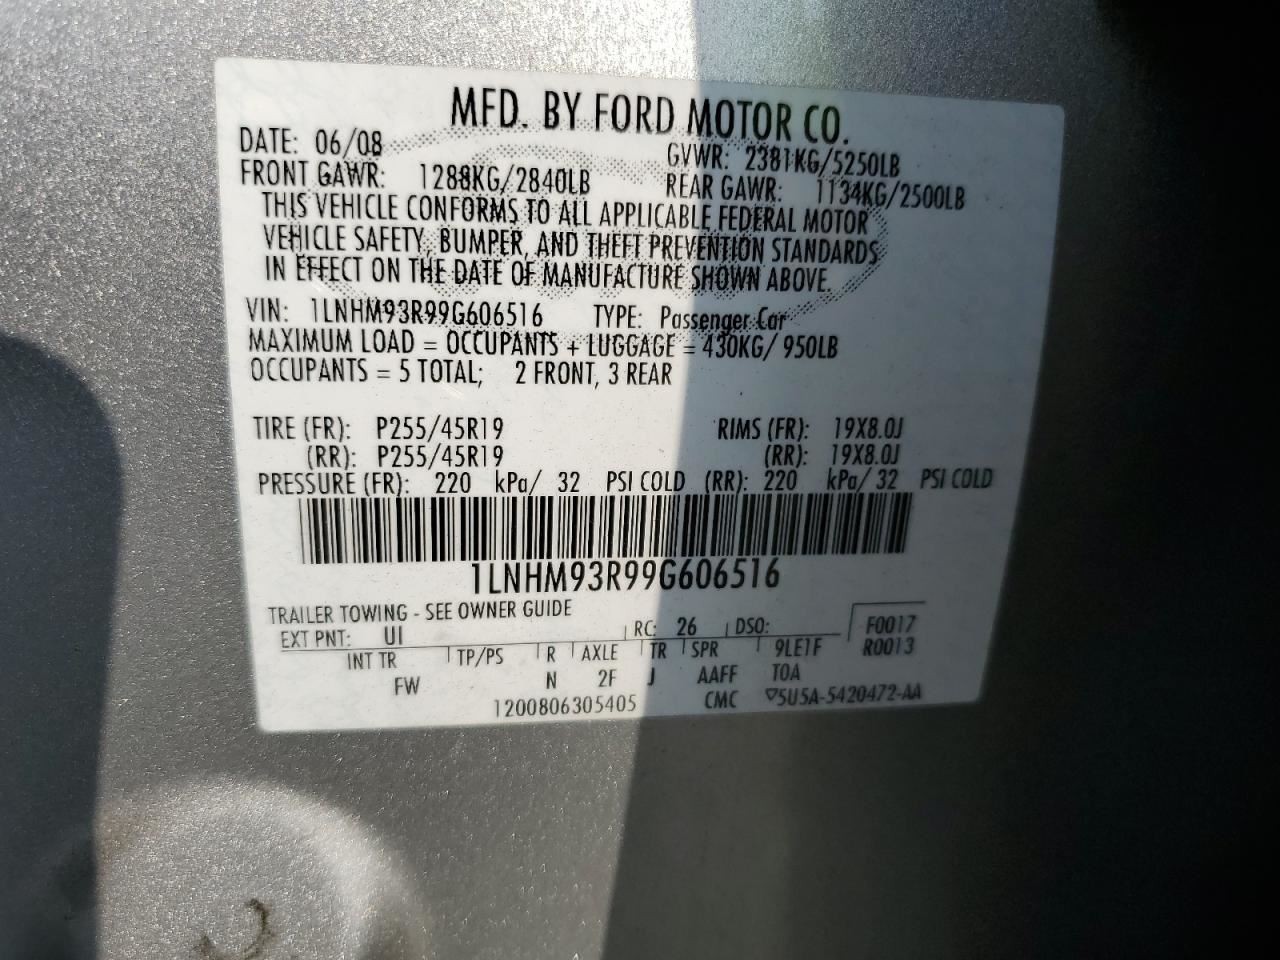 MFD. BY FORD MOTOR CO.
DATE: 06/08 GVWR: 2381KG/5250LB
FRONT GAWR: 1288KG/2840LB REAR GAWR: 1134KG/2500LB
THIS VEHICLE CONFORMS TO ALL APPLICABLE FEDERAL MOTOR
VEHICLE SAFETY, BUMPER, AND THEFT PREVENTION STANDARDS
IN EFFECT ON THE DATE OF MANUFACTURE SHOWN ABOVE.
VIN: 1LNHM93R99G606516 TYPE: Passenger Car
MAXIMUM LOAD = OCCUPANTS + LUGGAGE = 430KG/ 950LB
OCCUPANTS = 5 TOTAL; 2 FRONT, 3 REAR
TIRE (FR): P255/45R19 RIMS (FR): 19X8.0J
(RR): P255/45R19 (RR): 19X8.0J
PRESSURE (FR): 220 kPa/ 32 PSI COLD (RR): 220 kPa/ 32 PSI COLD
1LNHM93R99G606516
TRAILER TOWING - SEE OWNER GUIDE
EXT PNT: UI RC: 26 DSO: F0017
INT TR TP/PS R AXLE TR SPR 9LE1F R0013
FW N 2F J AAFF TOA
1200806305405 CMC ▽5U5A-5420472-AA